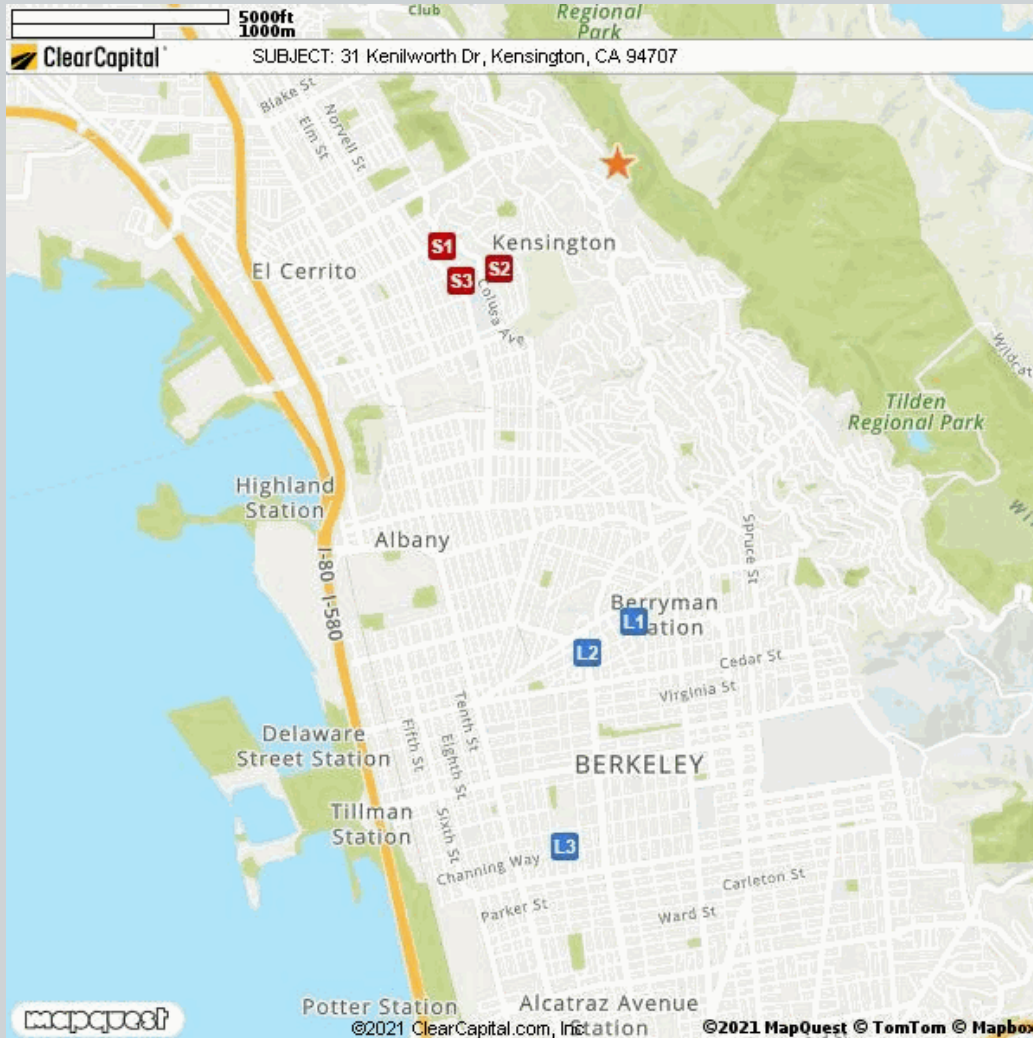 5000ft
1000m
Club
Regional
Park
ClearCapital
SUBJECT: 31 Kenilworth Dr, Kensington, CA 94707
Blake St
Norvell St
Elm St
S1
Kensington
S2
El Cerrito
S3
Colusa Ave
Wildcat
Tilden
Regional Park
Highland
Station
Spruce St
Albany
I-80 I-580
Berryman
L1
ation
L2
Cedar St
Virginia St
Tenth St
Delaware
Street Station
Fifth St
Eighth St
BERKELEY
Tillman
Station
Sixth St
L3
Channing Way
Carleton St
Parker St
Ward St
Potter Station
Alcatraz Avenue
Station
mapquest
©2021 ClearCapital.com, Inc.
©2021 MapQuest © TomTom © Mapbox